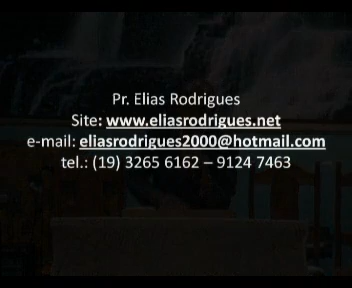 Pr. Elias Rodrigues
Site: www.eliasrodrigues.net
e-mail: eliasrodrigues2000@hotmail.com
tel.: (19) 3265 6162 – 9124 7463